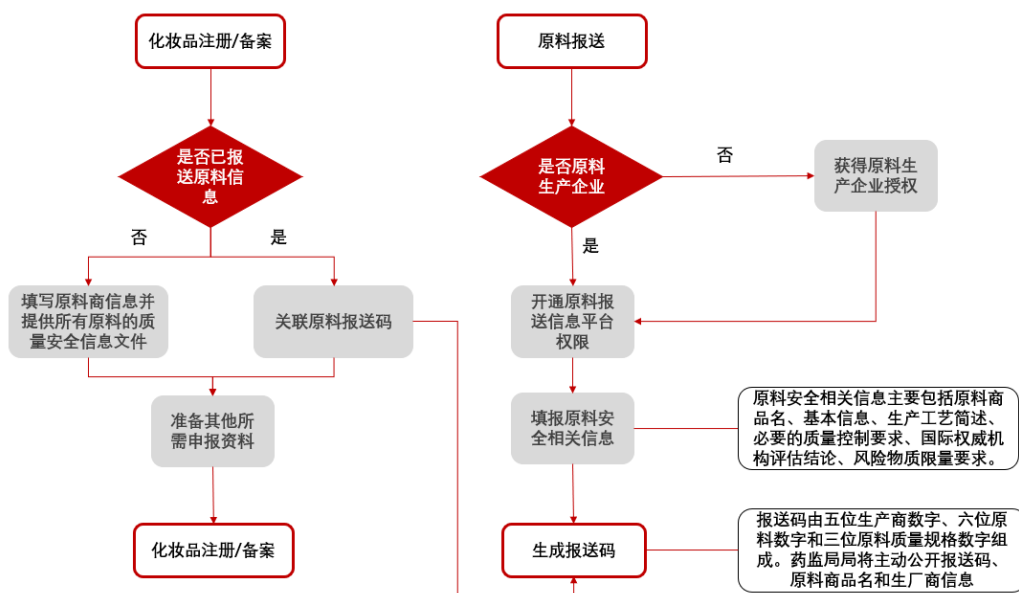 化妆品注册/备案
原料报送
是否已报
送原料信
息
是否原料
生产企业
否
获得原料生
产企业授权
否
是
是
填写原料商信息并
提供所有原料的质
量安全信息文件
关联原料报送码
开通原料报
送信息平台
权限
准备其他所
需申报资料
填报原料安
全相关信息
原料安全相关信息主要包括原料商
品名、基本信息、生产工艺简述、
必要的质量控制要求、国际权威机
构评估结论、风险物质限量要求。
化妆品注册/备案
生成报送码
报送码由五位生产商数字、六位原
料数字和三位原料质量规格数字组
成。药监局局将主动公开报送码、
原料商品名和生厂商信息